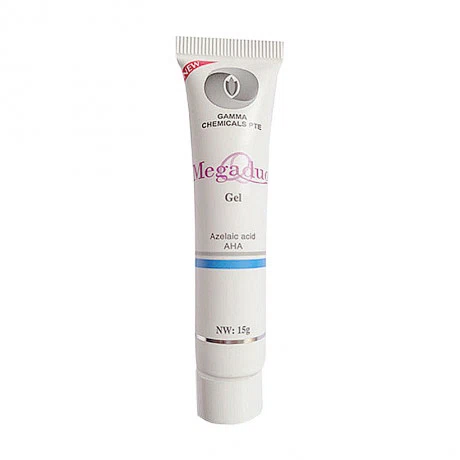 NEW
GAMMA
CHEMICALS PTE
Megaduo
Gel
Azelaic acid
AHA
NW: 15g